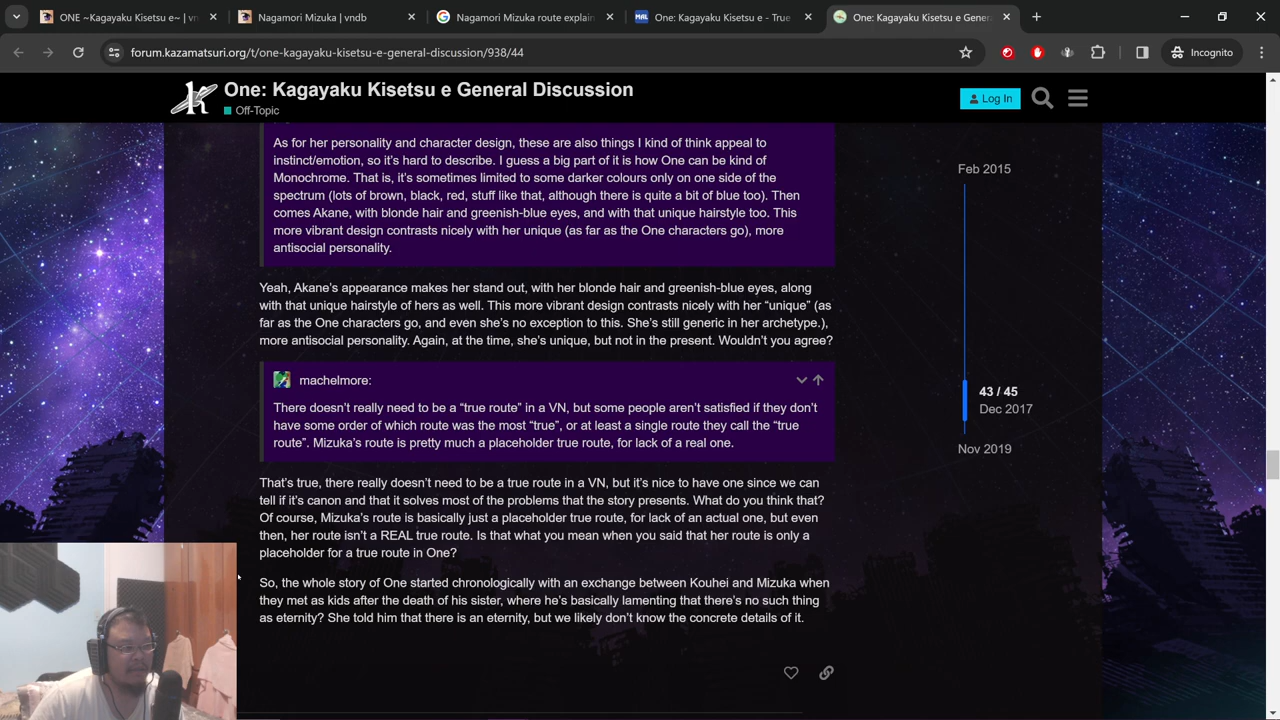 ONE ~Kagayaku Kisetsu e~ | vn
Nagamori Mizuka | vndb
Nagamori Mizuka route explain
MAL
One: Kagayaku Kisetsu e - True
One: Kagayaku Kisetsu e Gener
forum.kazamatsuri.org/t/one-kagayaku-kisetsu-e-general-discussion/938/44
Incognito
One: Kagayaku Kisetsu e General Discussion
Off-Topic
Log In
As for her personality and character design, these are also things I kind of think appeal to
instinct/emotion, so it’s hard to describe. I guess a big part of it is how One can be kind of
Monochrome. That is, it’s sometimes limited to some darker colours only on one side of the
spectrum (lots of brown, black, red, stuff like that, although there is quite a bit of blue too). Then
comes Akane, with blonde hair and greenish-blue eyes, and with that unique hairstyle too. This
more vibrant design contrasts nicely with her unique (as far as the One characters go), more
antisocial personality.
Yeah, Akane’s appearance makes her stand out, with her blonde hair and greenish-blue eyes, along
with that unique hairstyle of hers as well. This more vibrant design contrasts nicely with her “unique” (as
far as the One characters go, and even she’s no exception to this. She’s still generic in her archetype.),
more antisocial personality. Again, at the time, she’s unique, but not in the present. Wouldn’t you agree?
machelmore:
There doesn’t really need to be a “true route” in a VN, but some people aren’t satisfied if they don’t
have some order of which route was the most “true”, or at least a single route they call the “true
route”. Mizuka’s route is pretty much a placeholder true route, for lack of a real one.
That’s true, there really doesn’t need to be a true route in a VN, but it’s nice to have one since we can
tell if it’s canon and that it solves most of the problems that the story presents. What do you think that?
Of course, Mizuka’s route is basically just a placeholder true route, for lack of an actual one, but even
then, her route isn’t a REAL true route. Is that what you mean when you said that her route is only a
placeholder for a true route in One?
So, the whole story of One started chronologically with an exchange between Kouhei and Mizuka when
they met as kids after the death of his sister, where he’s basically lamenting that there’s no such thing
as eternity? She told him that there is an eternity, but we likely don’t know the concrete details of it.
Feb 2015
43 / 45
Dec 2017
Nov 2019